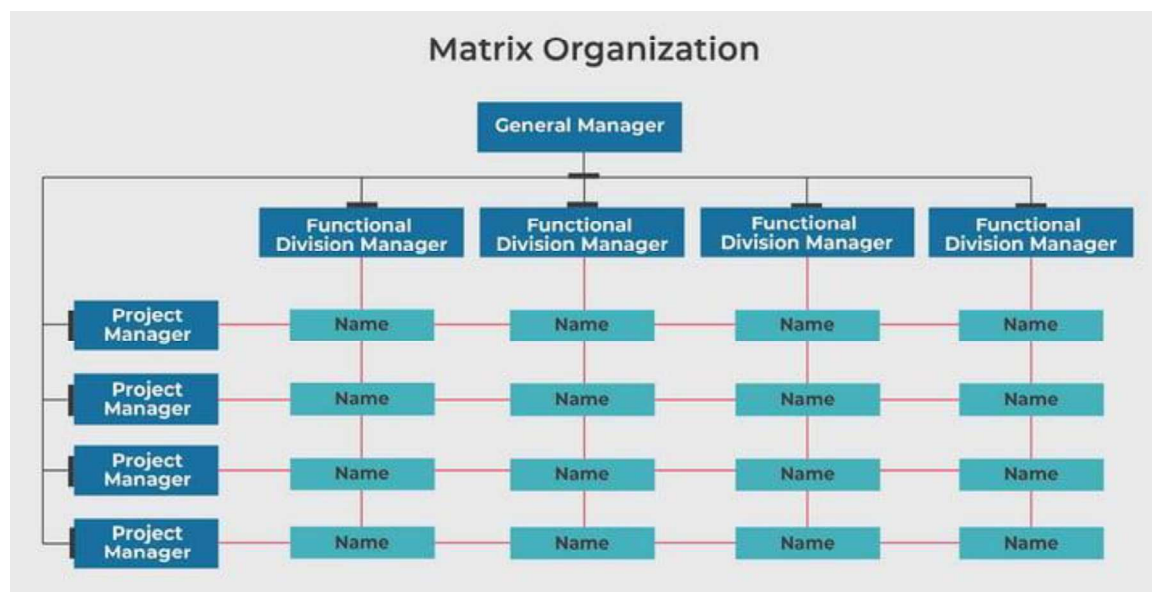 Matrix Organization
General Manager
Functional
Division Manager
Functional
Division Manager
Functional
Division Manager
Functional
Division Manager
Project
Manager
Name
Name
Name
Name
Project
Manager
Name
Name
Name
Name
Project
Manager
Name
Name
Name
Name
Project
Manager
Name
Name
Name
Name